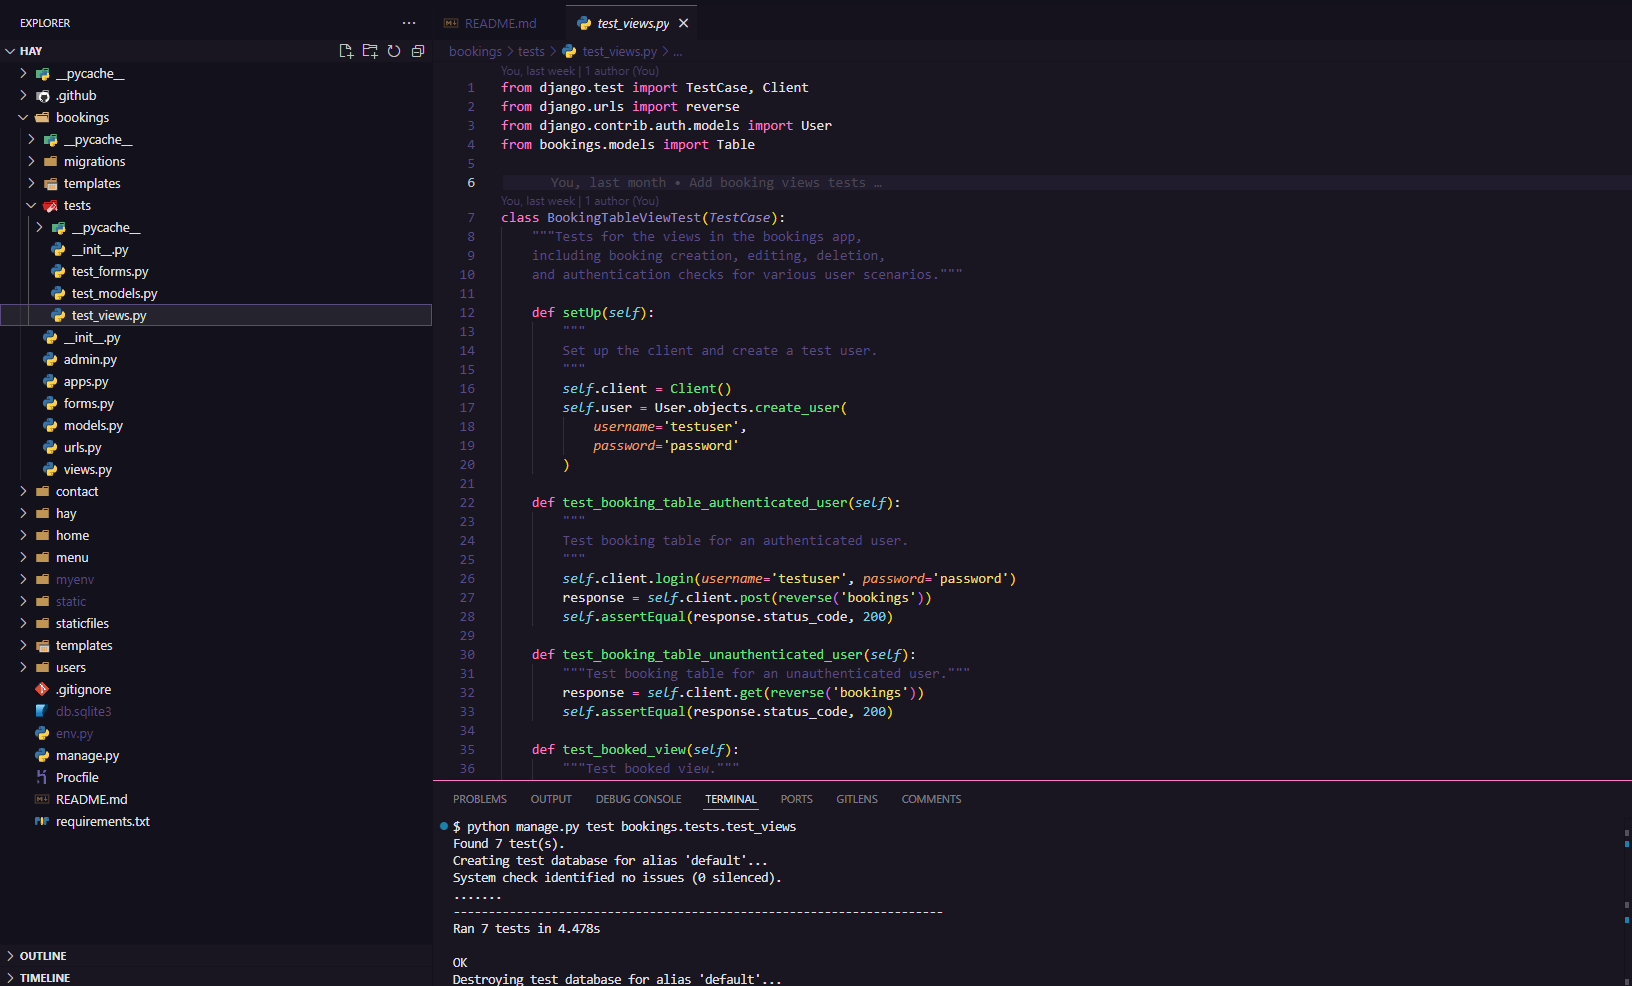 EXPLORER
HAY
__pycache__
.github
bookings
__pycache__
migrations
templates
tests
__pycache__
__init__.py
test_forms.py
test_models.py
test_views.py
__init__.py
admin.py
apps.py
forms.py
models.py
urls.py
views.py
contact
hay
home
menu
myenv
static
staticfiles
templates
users
.gitignore
db.sqlite3
env.py
manage.py
Procfile
README.md
requirements.txt
OUTLINE
TIMELINE
README.md
test_views.py
bookings > tests > test_views.py > ...
You, last week | 1 author (You)
1 from django.test import TestCase, Client
2 from django.urls import reverse
3 from django.contrib.auth.models import User
4 from bookings.models import Table
5
6 You, last month • Add booking views tests …
You, last week | 1 author (You)
7 class BookingTableViewTest(TestCase):
8 """Tests for the views in the bookings app,
9 including booking creation, editing, deletion,
10 and authentication checks for various user scenarios."""
11
12 def setUp(self):
13 """
14 Set up the client and create a test user.
15 """
16 self.client = Client()
17 self.user = User.objects.create_user(
18 username='testuser',
19 password='password'
20 )
21
22 def test_booking_table_authenticated_user(self):
23 """
24 Test booking table for an authenticated user.
25 """
26 self.client.login(username='testuser', password='password')
27 response = self.client.post(reverse('bookings'))
28 self.assertEqual(response.status_code, 200)
29
30 def test_booking_table_unauthenticated_user(self):
31 """Test booking table for an unauthenticated user."""
32 response = self.client.get(reverse('bookings'))
33 self.assertEqual(response.status_code, 200)
34
35 def test_booked_view(self):
36 """Test booked view."""
PROBLEMS OUTPUT DEBUG CONSOLE TERMINAL PORTS GITLENS COMMENTS
$ python manage.py test bookings.tests.test_views
Found 7 test(s).
Creating test database for alias 'default'...
System check identified no issues (0 silenced).
.......
----------------------------------------------------------------------
Ran 7 tests in 4.478s
OK
Destroying test database for alias 'default'...